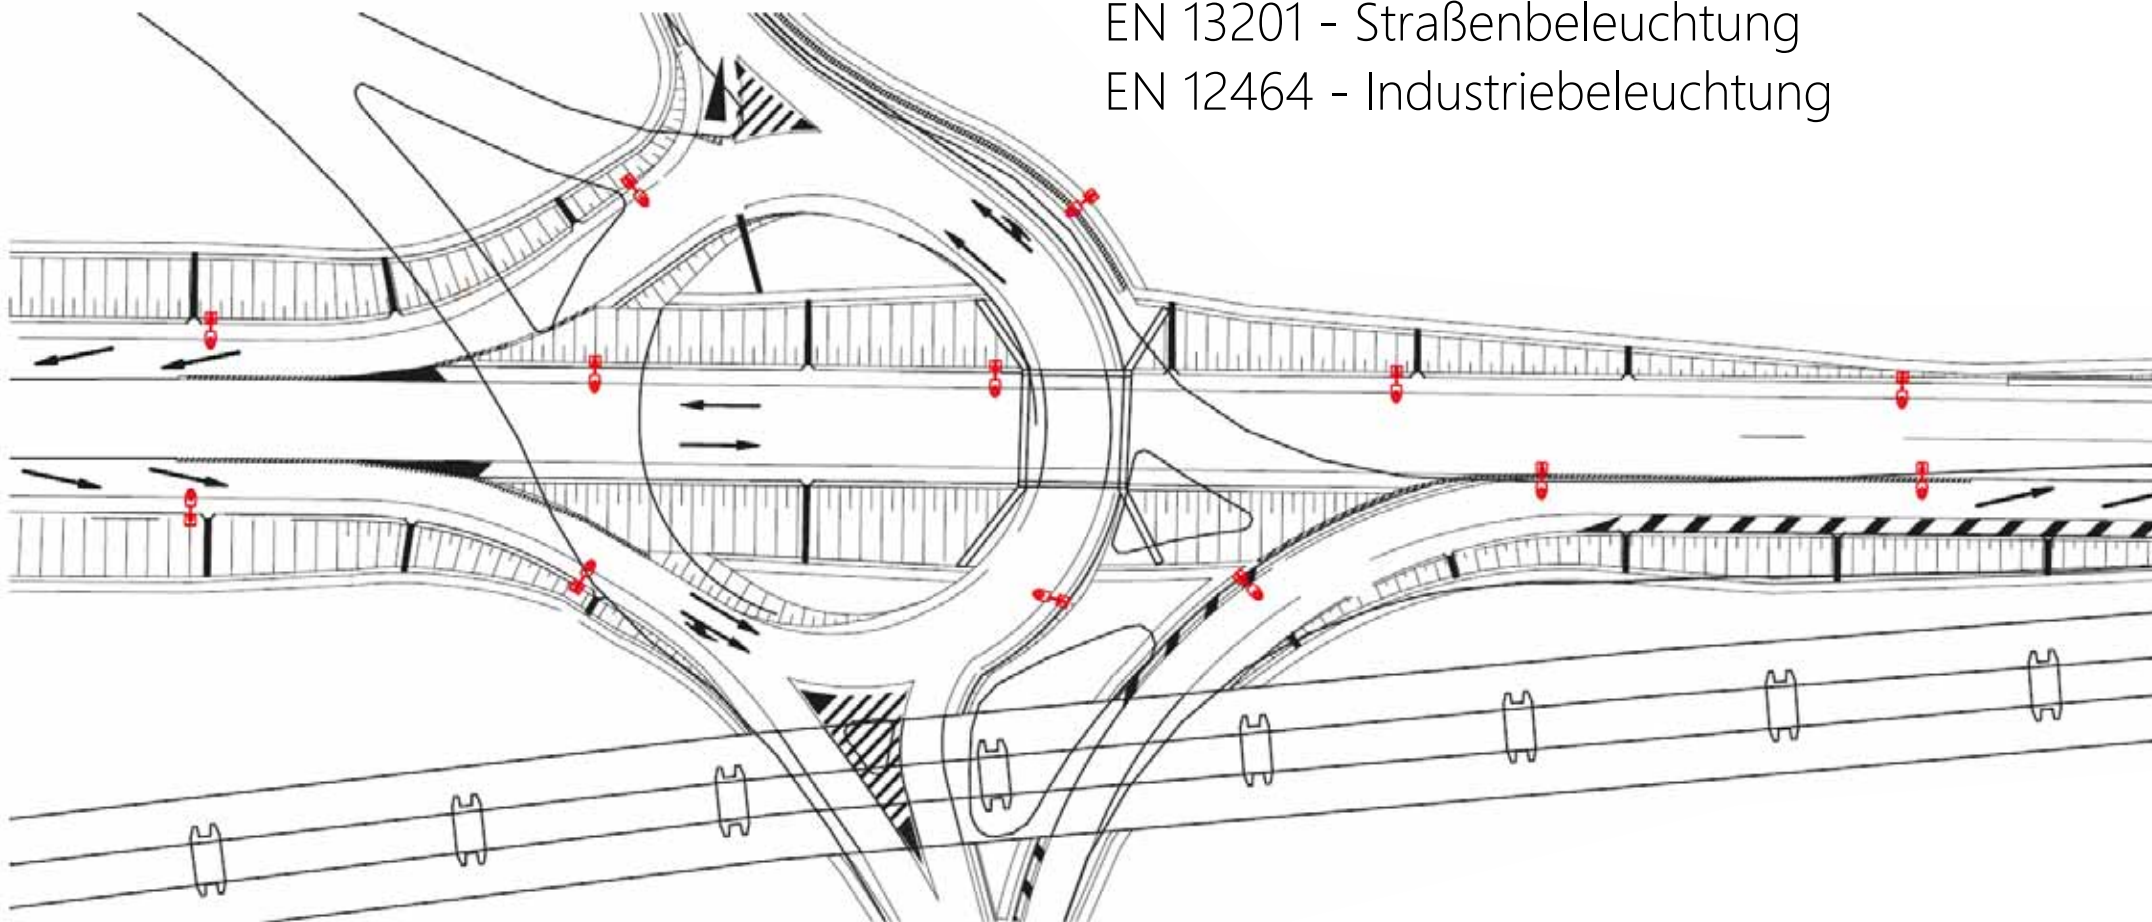 EN 13201 - Straßenbeleuchtung
EN 12464 - Industriebeleuchtung